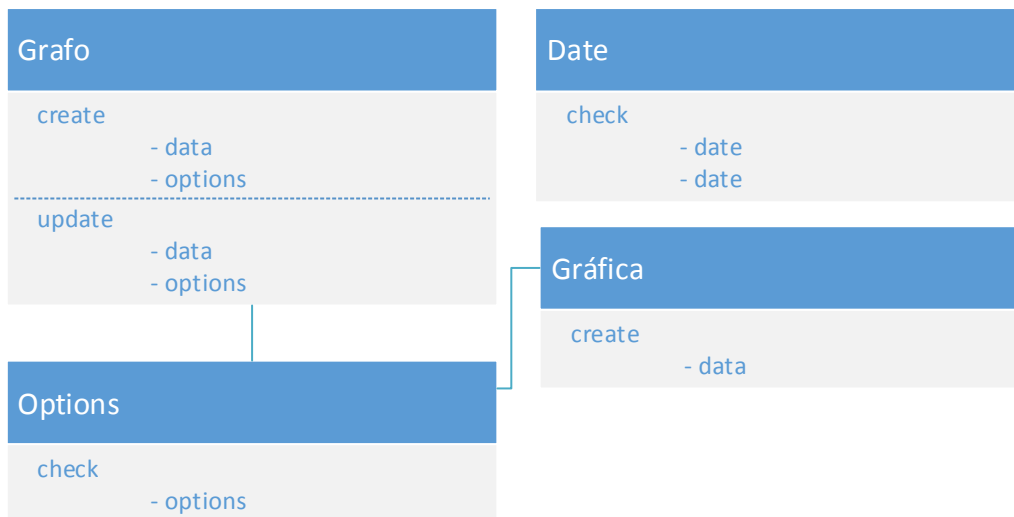 Grafo
create
- data
- options
update
- data
- options
Options
check
- options
Date
check
- date
- date
Gráfica
create
- data